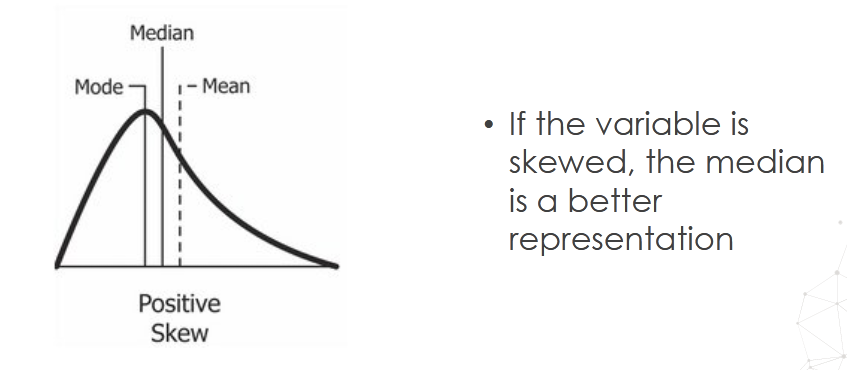 Median
Mode
- Mean
Positive
Skew
• If the variable is
skewed, the median
is a better
representation